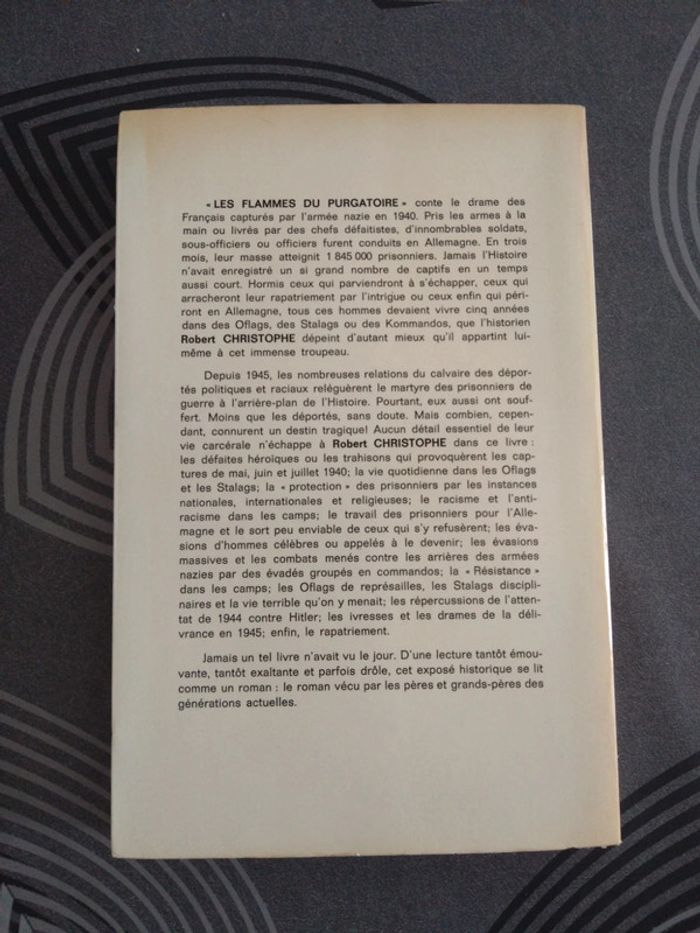 « LES FLAMMES DU PURGATOIRE » conte le drame des
Français capturés par l'armée nazie en 1940. Pris les armes à la
main ou livrés par des chefs défaitistes, d'innombrables soldats,
sous-officiers ou officiers furent conduits en Allemagne. En trois
mois, leur masse atteignit 1 845 000 prisonniers. Jamais l'Histoire
n'avait enregistré un si grand nombre de captifs en un temps
aussi court. Hormis ceux qui parviendront à s'échapper, ceux qui
arracheront leur rapatriement par l'intrigue ou ceux enfin qui péri-
ront en Allemagne, tous ces hommes devaient vivre cinq années
dans des Oflags, des Stalags ou des Kommandos, que l'historien
Robert CHRISTOPHE dépeint d'autant mieux qu'il appartint lui-
même à cet immense troupeau.
Depuis 1945, les nombreuses relations du calvaire des dépor-
tés politiques et raciaux reléguèrent le martyre des prisonniers de
guerre à l'arrière-plan de l'Histoire. Pourtant, eux aussi ont souf-
fert. Moins que les déportés, sans doute. Mais combien, cepen-
dant, connurent un destin tragique! Aucun détail essentiel de leur
vie carcérale n'échappe à Robert CHRISTOPHE dans ce livre :
les défaites héroïques ou les trahisons qui provoquèrent les cap-
tures de mai, juin et juillet 1940; la vie quotidienne dans les Oflags
et les Stalags; la « protection » des prisonniers par les instances
nationales, internationales et religieuses; le racisme et l'anti-
racisme dans les camps; le travail des prisonniers pour l'Alle-
magne et le sort peu enviable de ceux qui s'y refusèrent; les éva-
sions d'hommes célèbres ou appelés à le devenir; les évasions
massives et les combats menés contre les arrières des armées
nazies par des évadés groupés en commandos; la « Résistance »
dans les camps; les Oflags de représailles, les Stalags discipli-
naires et la vie terrible qu'on y menait; les répercussions de l'atten-
tat de 1944 contre Hitler; les ivresses et les drames de la déli-
vrance en 1945; enfin, le rapatriement.
Jamais un tel livre n'avait vu le jour. D'une lecture tantôt émou-
vante, tantôt exaltante et parfois drôle, cet exposé historique se lit
comme un roman : le roman vécu par les pères et grands-pères des
générations actuelles.